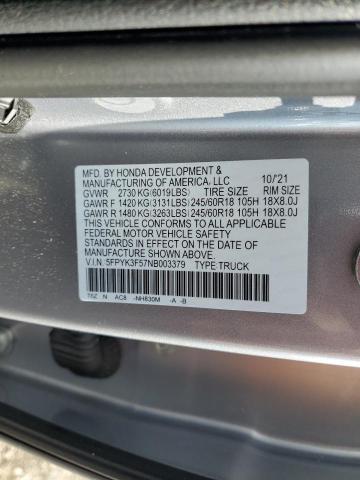 MFD. BY HONDA DEVELOPMENT & 10/'21
MANUFACTURING OF AMERICA, LLC
GVWR 2730 KG(6019LBS) TIRE SIZE RIM SIZE
GAWR F 1420 KG(3131LBS) 245/60R18 105H 18X8.0J
GAWR R 1480 KG(3263LBS) 245/60R18 105H 18X8.0J
THIS VEHICLE CONFORMS TO ALL APPLICABLE
FEDERAL MOTOR VEHICLE SAFETY
STANDARDS IN EFFECT ON THE DATE OF
MANUFACTURE SHOWN ABOVE.
V.I.N. 5FPYK3F57NB003379 TYPE:TRUCK
N AC8 -NH830M -A -B